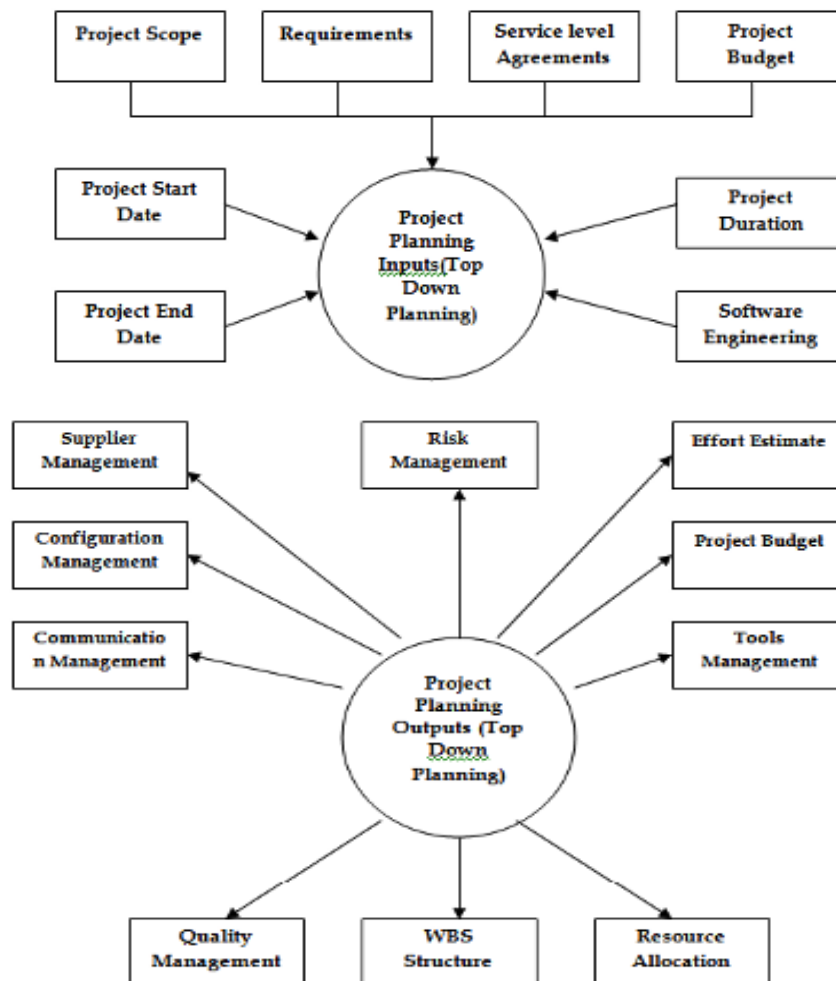 Project Scope
Requirements
Service level
Agreements
Project
Budget
Project Start
Date
Project
Planning
Inputs(Top
Down
Planning)
Project
Duration
Project End
Date
Software
Engineering
Supplier
Management
Risk
Management
Effort Estimate
Configuration
Management
Project Budget
Communicatio
n Management
Tools
Management
Project
Planning
Outputs (Top
Down
Planning)
Quality
Management
WBS
Structure
Resource
Allocation